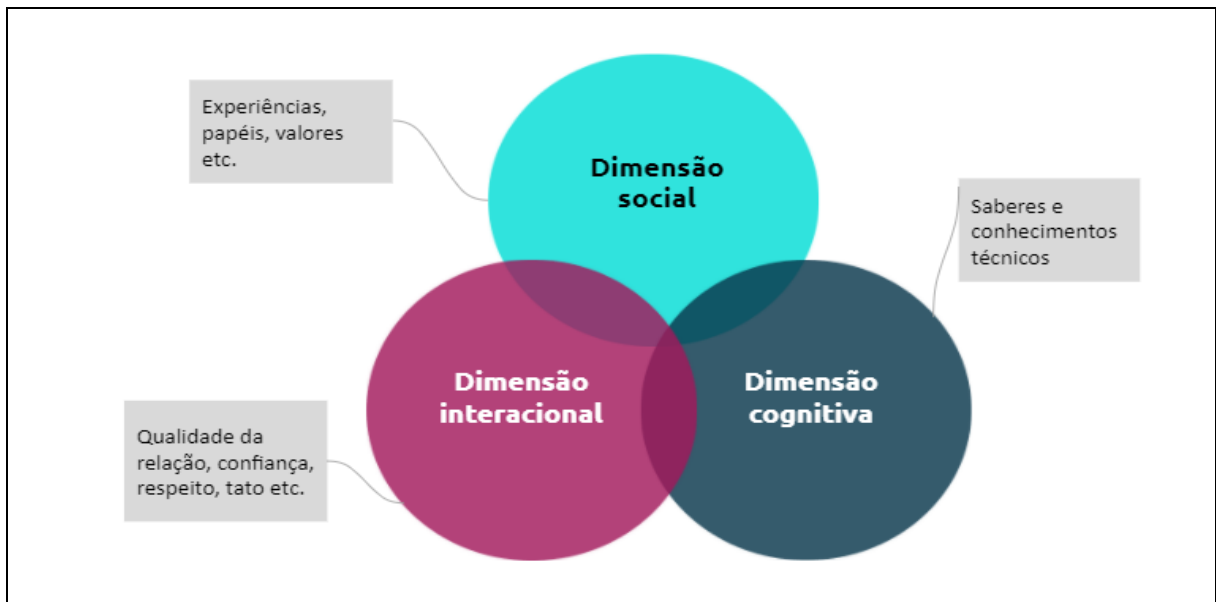 Experiências,
papéis, valores
etc.
Dimensão
social
Saberes e
conhecimentos
técnicos
Dimensão
interacional
Dimensão
cognitiva
Qualidade da
relação, confiança,
respeito, tato etc.